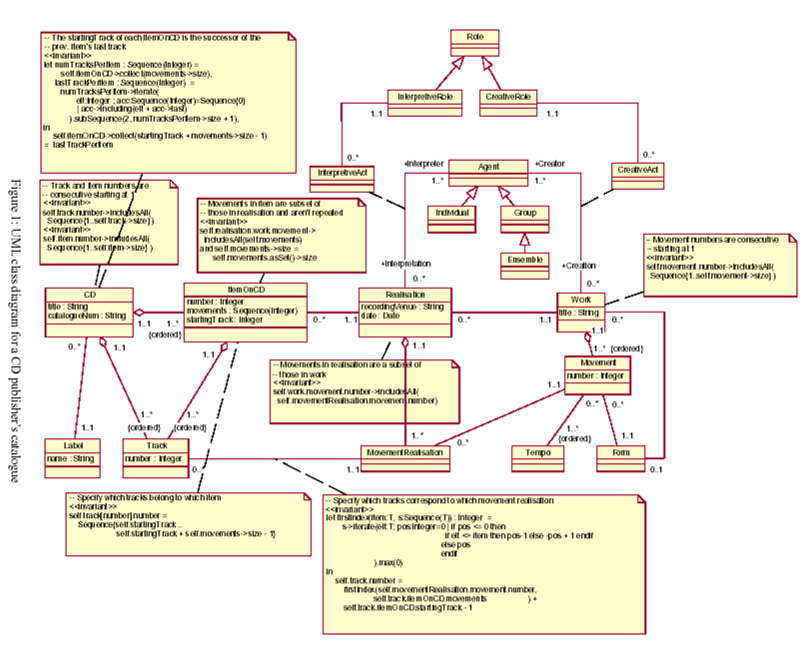 -- The startingTrack of each ItemOnCD is the successor of the
-- prev. item's last track
<<invariant>>
let numTracksPerItem : Sequence(Integer) =
self.itemOnCD->collect(movements->size),
lastTrackPerItem : Sequence(Integer) =
numTracksPerItem->iterate(
elt:Integer ; acc:Sequence(Integer)=Sequence{0}
| acc->including(elt + acc->last)
).subSequence(2, numTracksPerItem->size + 1),
in
self.itemOnCD->collect(startingTrack + movements->size - 1)
= lastTrackPerItem
Role
InterpretiveRole
CreativeRole
1..1
1..1
0..*
0..*
InterpretiveAct
CreativeAct
+Interpreter
1..*
Agent
+Creator
1..*
Individual
Group
Ensemble
-- Track and Item numbers are
-- consecutive starting at 1
<<invariant>>
self.track.number->includesAll(
Sequence{1..self.track->size} )
<<invariant>>
self.item.number->includesAll(
Sequence{1..self.item->size} )
-- Movements in item are subset of
-- those in realisation and aren't repeated
<<invariant>>
self.realisation.work.movement->
includesAll(self.movements)
and self.movements->size =
self.movements.asSet()->size
-- Movement numbers are consecutive
-- starting at 1
<<invariant>>
self.movement.number->includesAll(
Sequence{1..self.movement->size} )
+Interpretation
0..*
+Creation
0..*
CD
title : String
catalogueNum : String
ItemOnCD
number : Integer
movements : Sequence(Integer)
startingTrack : Integer
Realisation
recordingVenue : String
date : Date
Work
title : String
1..1
1..*
{ordered}
0..*
1..1
0..*
1..1
0..*
1..1
1..1
0..*
1..1
1..*
{ordered}
Movement
number : Integer
-- Movements in realisation are a subset of
-- those in work
<<invariant>>
self.work.movement.number->includesAll(
self.movementRealisation.movement.number)
1..1
1..1
0..*
0..*
1..1
1..*
{ordered}
1..*
{ordered}
1..*
0..*
1..*
{ordered}
1..1
Label
name : String
Track
number : Integer
MovementRealisation
Tempo
Form
0..*
1..1
0..1
-- Specify which tracks belong to which item
<<invariant>>
self.track[number].number =
Sequence{self.startingTrack ..
self.startingTrack + self.movements->size - 1}
-- Specify which tracks correspond to which movement realisation
<<invariant>>
let firstIndex(item:T, s:Sequence(T)) : Integer =
s->iterate(elt:T; pos:Integer=0 | if pos <= 0 then
if elt <> item then pos-1 else -pos + 1 endif
else pos
endif
).max(0)
in
self.track.number =
firstIndex(self.movementRealisation.movement.number,
self.track.itemOnCD.movements ) +
self.track.itemOnCD.startingTrack - 1
Figure 1: UML class diagram for a CD publisher's catalogue